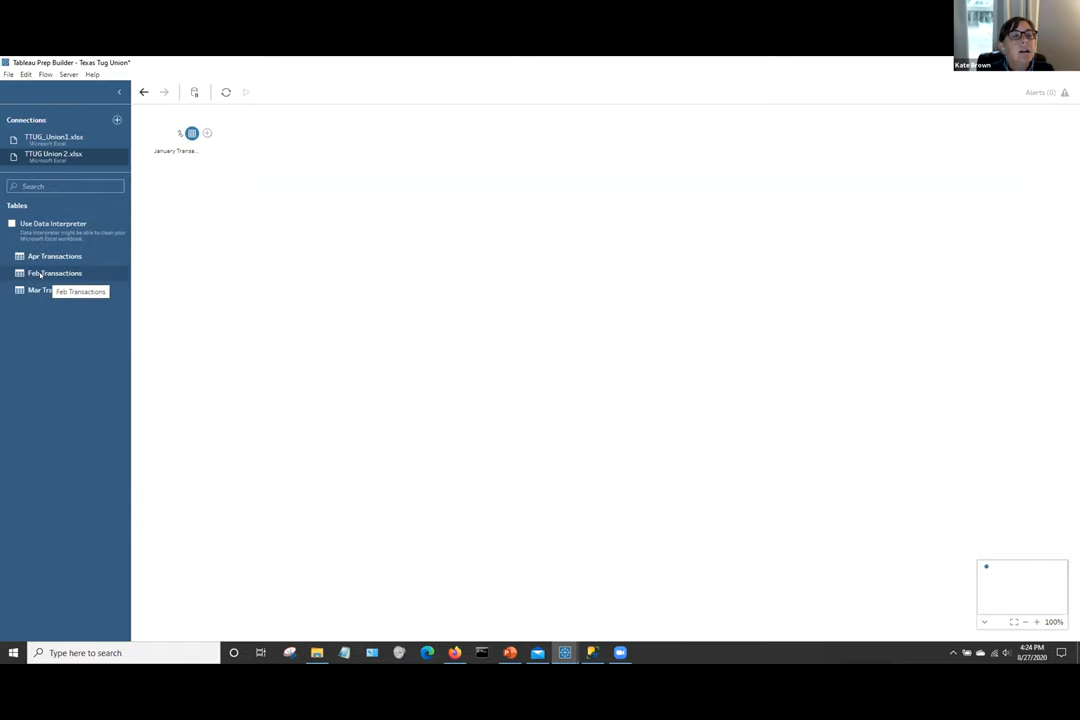 Kate Brown
Tableau Prep Builder - Texas Tug Union*
File Edit Flow Server Help
Alerts (0)
Connections
TTUG_Union1.xlsx
Microsoft Excel
TTUG Union 2.xlsx
Microsoft Excel
January Transa...
Search
Tables
Use Data Interpreter
Data Interpreter might be able to clean your
Microsoft Excel workbook.
Apr Transactions
Feb Transactions
Mar Tra
Feb Transactions
100%
Type here to search
4:24 PM
8/27/2020